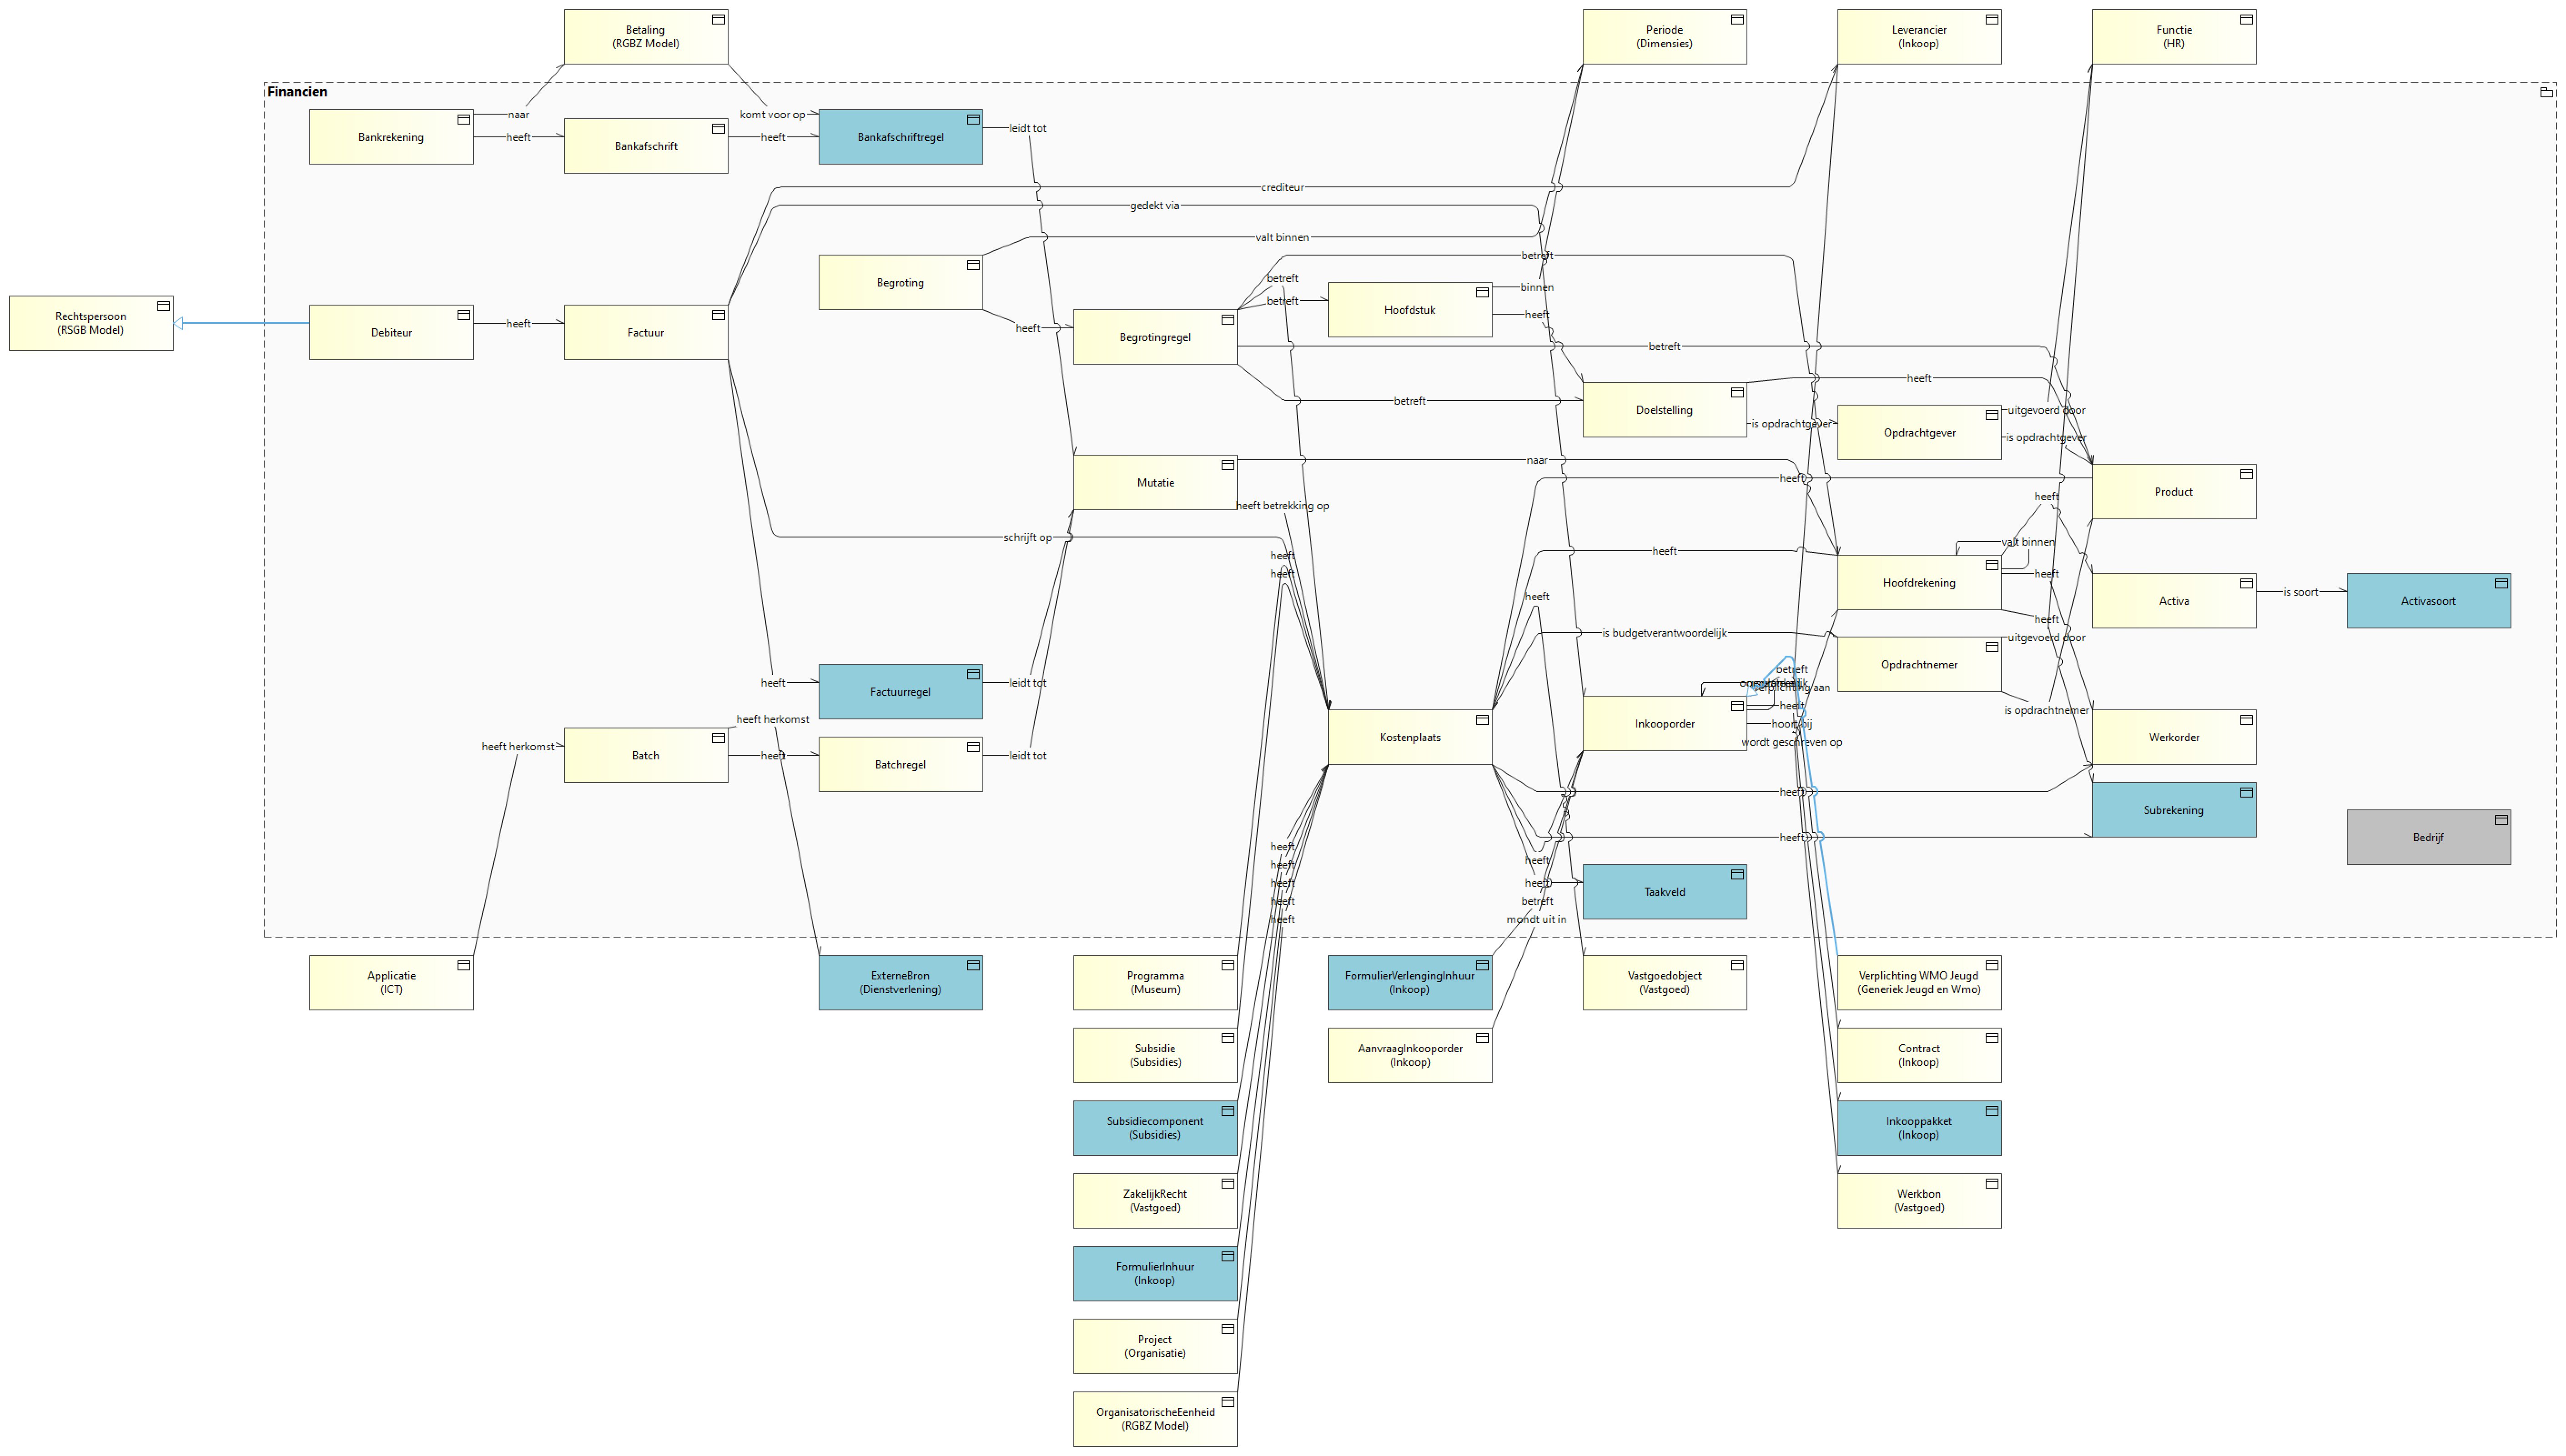 Betaling
(RGBZ Model)
Periode
(Dimensies)
Leverancier
(Inkoop)
Functie
(HR)
Financien
Bankrekening
naar
heeft
Bankafschrift
komt voor op
heeft
Bankafschriftregel
leidt tot
crediteur
gedekt via
valt binnen
Begroting
betreft
betreft
betreft
Hoofdstuk
binnen
heeft
Rechtspersoon
(RSGB Model)
Debiteur
heeft
Factuur
heeft
Begrotingregel
betreft
betreft
Doelstelling
heeft
is opdrachtgever
Opdrachtgever
uitgevoerd door
is opdrachtgever
Mutatie
naar
heeft
Product
heeft betrekking op
schrijft op
heeft
heeft
heeft
heeft
valt binnen
Hoofdrekening
heeft
heeft
Activa
is soort
Activasoort
heeft
is budgetverantwoordelijk
uitgevoerd door
Opdrachtnemer
is opdrachtnemer
heeft
Factuurregel
leidt tot
betreft
verplichting aan
Inkooporder
heeft
hoort bij
wordt geschreven op
Kostenplaats
Werkorder
heeft herkomst
heeft herkomst
Batch
heeft
Batchregel
leidt tot
heeft
heeft
Subrekening
Bedrijf
heeft
heeft
heeft
heeft
heeft
heeft
heeft
betreft
mondt uit in
Taakveld
Applicatie
(ICT)
ExterneBron
(Dienstverlening)
Programma
(Museum)
FormulierVerlengingInhuur
(Inkoop)
Vastgoedobject
(Vastgoed)
Verplichting WMO Jeugd
(Generiek Jeugd en Wmo)
Subsidie
(Subsidies)
AanvraagInkooporder
(Inkoop)
Contract
(Inkoop)
Subsidiecomponent
(Subsidies)
Inkooppakket
(Inkoop)
ZakelijkRecht
(Vastgoed)
Werkbon
(Vastgoed)
FormulierInhuur
(Inkoop)
Project
(Organisatie)
OrganisatorischeEenheid
(RGBZ Model)